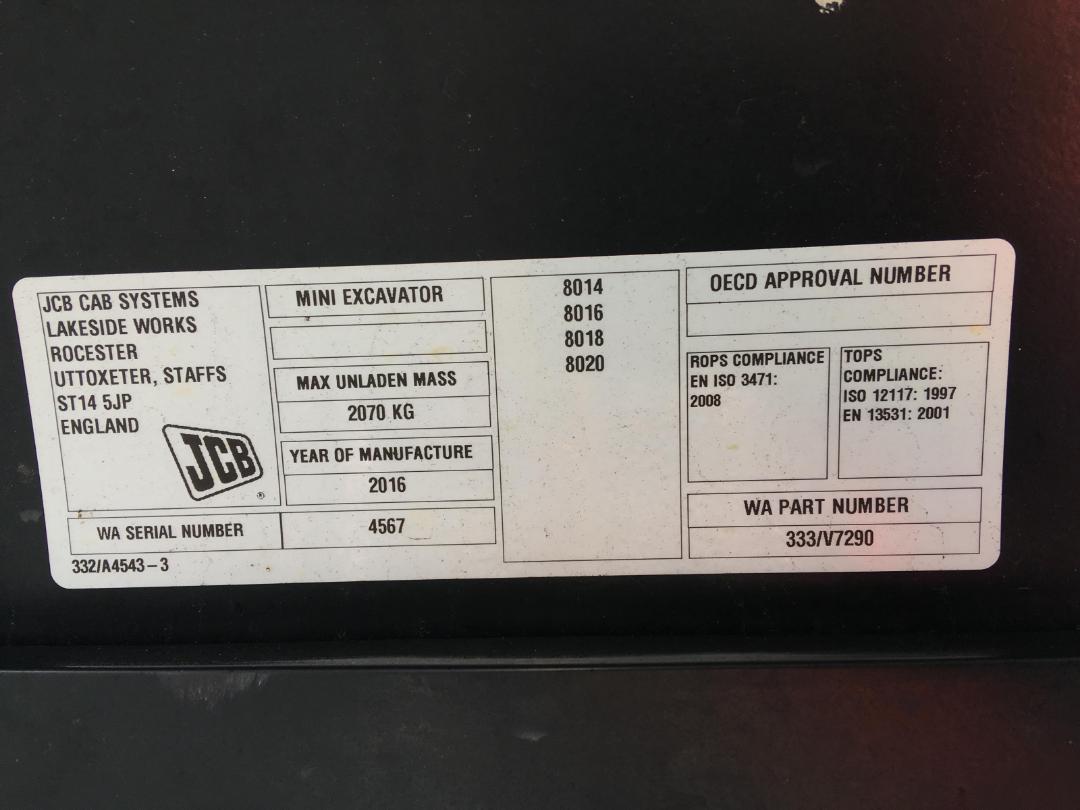 JCB CAB SYSTEMS
LAKESIDE WORKS
ROCESTER
UTTOXETER, STAFFS
ST14 5JP
ENGLAND
JCB
®
WA SERIAL NUMBER
4567
332/A4543-3
MINI EXCAVATOR
MAX UNLADEN MASS
2070 KG
YEAR OF MANUFACTURE
2016
8014
8016
8018
8020
OECD APPROVAL NUMBER
ROPS COMPLIANCE
EN ISO 3471:
2008
TOPS
COMPLIANCE:
ISO 12117: 1997
EN 13531: 2001
WA PART NUMBER
333/V7290